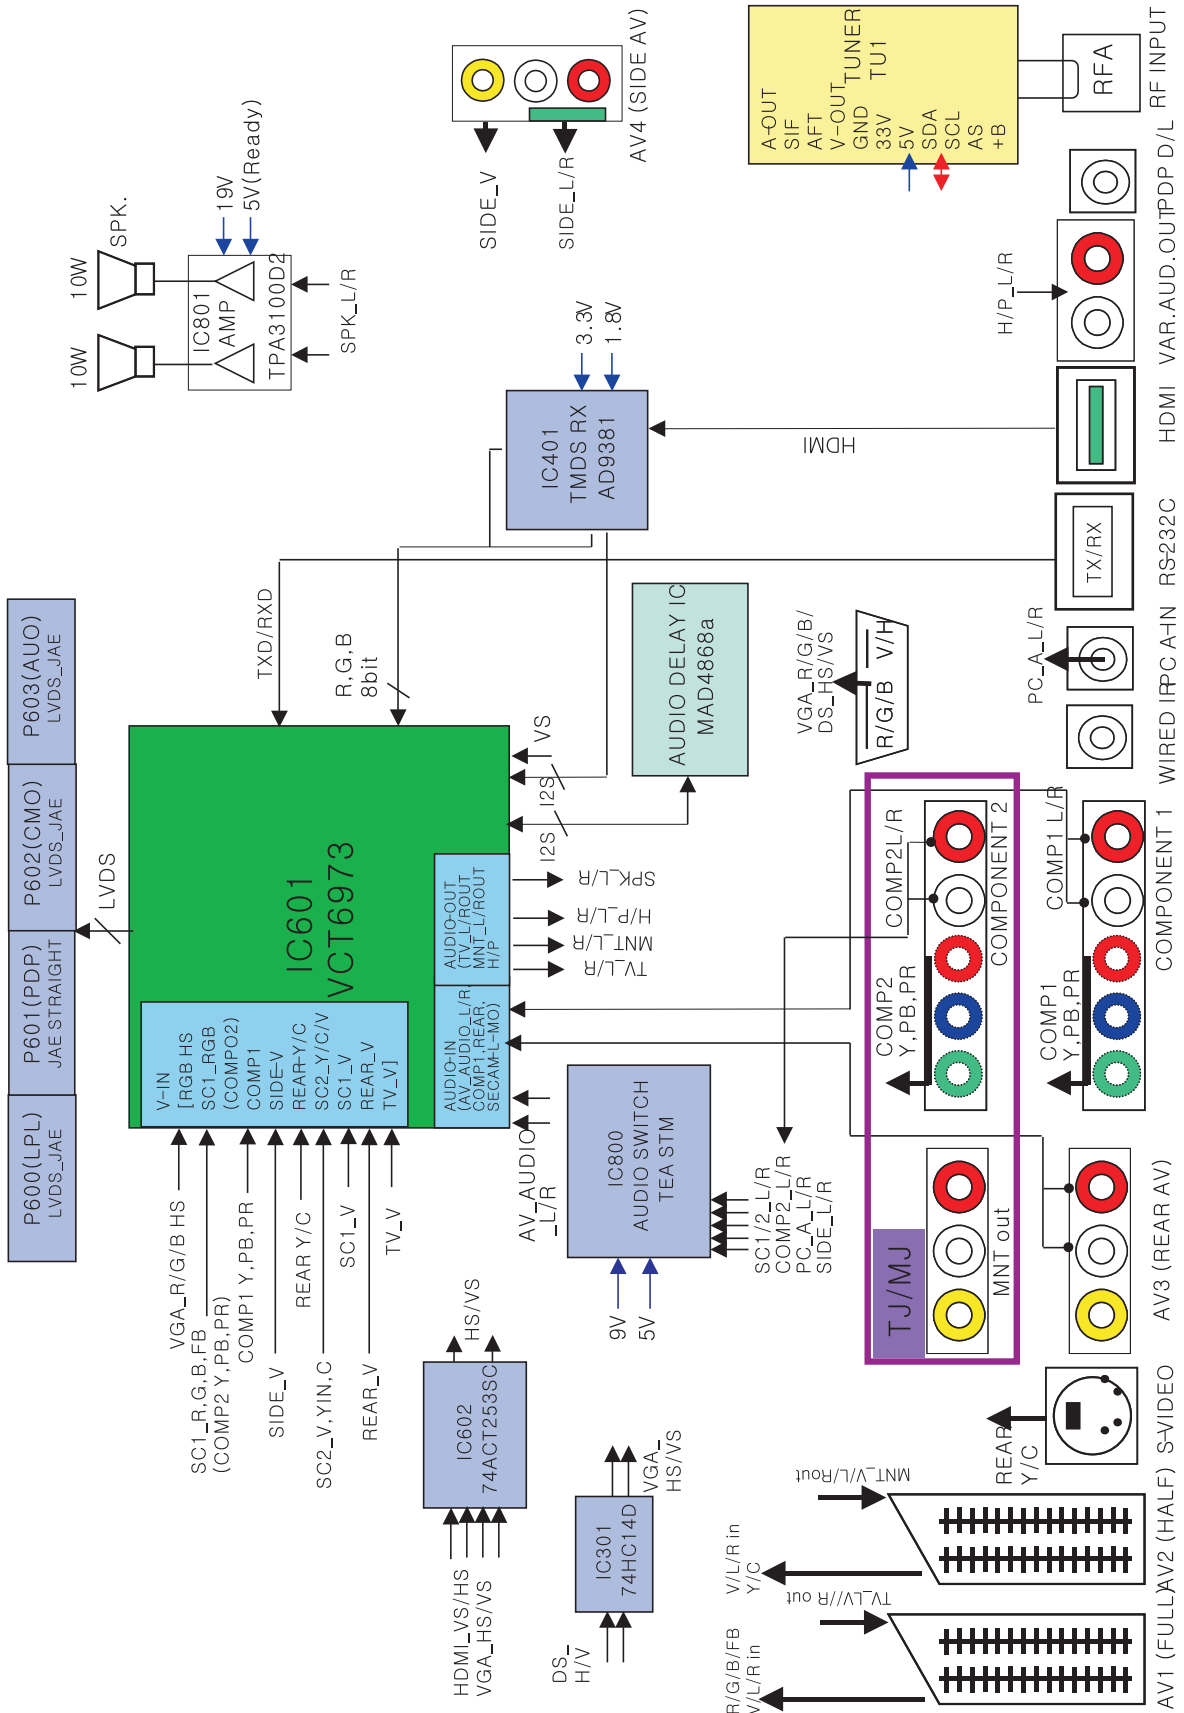 P600(LPL)
LVDS_JAE
P601(PDP)
JAE STRAIGHT
P602(CMO)
LVDS_JAE
P603(AUO)
LVDS_JAE
LVDS
IC601
VCT6973
V-IN
[RGB HS
SC1_RGB
(COMPO2)
COMP1
SIDE-V
REAR-Y/C
SC2_Y/C/V
SC1_V
REAR_V
TV_V]
AUDIO-IN
(AV_AUDIO_L/R,
COMP1,REAR,
SECAM-L-MO)
AUDIO-OUT
(TV_L/ROUT
MNT_L/ROUT
H/P
VGA_R/G/B HS
SC1_R,G,B,FB
(COMP2 Y,PB,PR)
COMP1 Y,PB,PR
SIDE_V
REAR Y/C
SC2_V,YIN,C
SC1_V
REAR_V
TV_V
TV_L/R
MNT_L/R
H/P_L/R
SPK_L/R
I2S
I2S
VS
TXD/RXD
R,G,B
8bit
10W
10W
SPK.
IC801
AMP
TPA3100D2
19V
5V(Ready)
SPK_L/R
SIDE_V
SIDE_L/R
AV4 (SIDE AV)
A-OUT
SIF
AFT
V-OUT
GND
33V
5V
SDA
SCL
AS
+B
TUNER
TU1
RFA
RF INPUT
IC401
TMDS RX
AD9381
3.3V
1.8V
HDMI
AUDIO DELAY IC
MAD4868a
AV_AUDIO
_L/R
IC800
AUDIO SWITCH
TEA STM
9V
5V
SC1/2_L/R
COMP2_L/R
PC_A_L/R
SIDE_L/R
IC602
74ACT253SC
HS/VS
HDMI_VS/HS
VGA_HS/VS
IC301
74HC14D
VGA_
HS/VS
DS_
H/V
VGA_R/G/B/
DS_HS/VS
R/G/B
V/H
PC_A_L/R
TX/RX
H/P_L/R
COMP2
Y,PB,PR
COMP2L/R
COMPONENT 2
TJ/MJ
MNT out
COMP1
Y,PB,PR
COMP1 L/R
REAR
Y/C
MNT_V/L/Rout
V/L/R in
Y/C
TV_LV//R out
R/G/B/FB
V/L/R in
AV1 (FULL)
AV2 (HALF)
S-VIDEO
AV3 (REAR AV)
COMPONENT 1
WIRED IR
PC A-IN
RS-232C
HDMI
VAR.AUD.OUT
PDP D/L